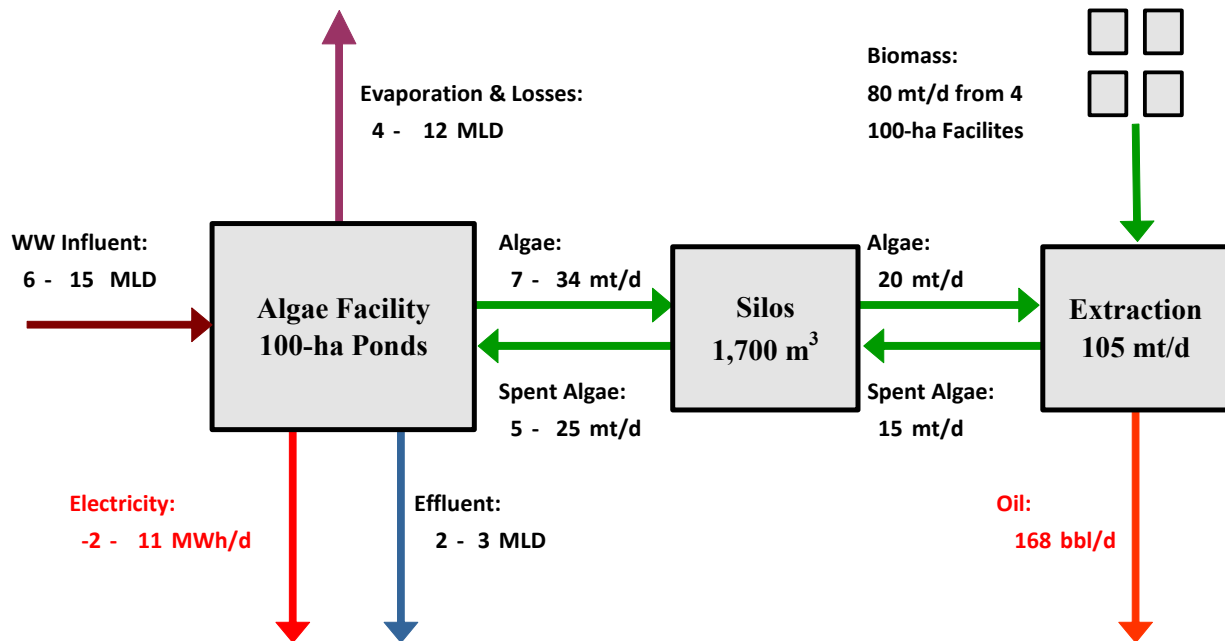 Evaporation & Losses:
4 - 12 MLD
Biomass:
80 mt/d from 4
100-ha Facilites
WW Influent:
6 - 15 MLD
Algae Facility
100-ha Ponds
Algae:
7 - 34 mt/d
Spent Algae:
5 - 25 mt/d
Silos
1,700 m³
Algae:
20 mt/d
Spent Algae:
15 mt/d
Extraction
105 mt/d
Electricity:
-2 - 11 MWh/d
Effluent:
2 - 3 MLD
Oil:
168 bbl/d